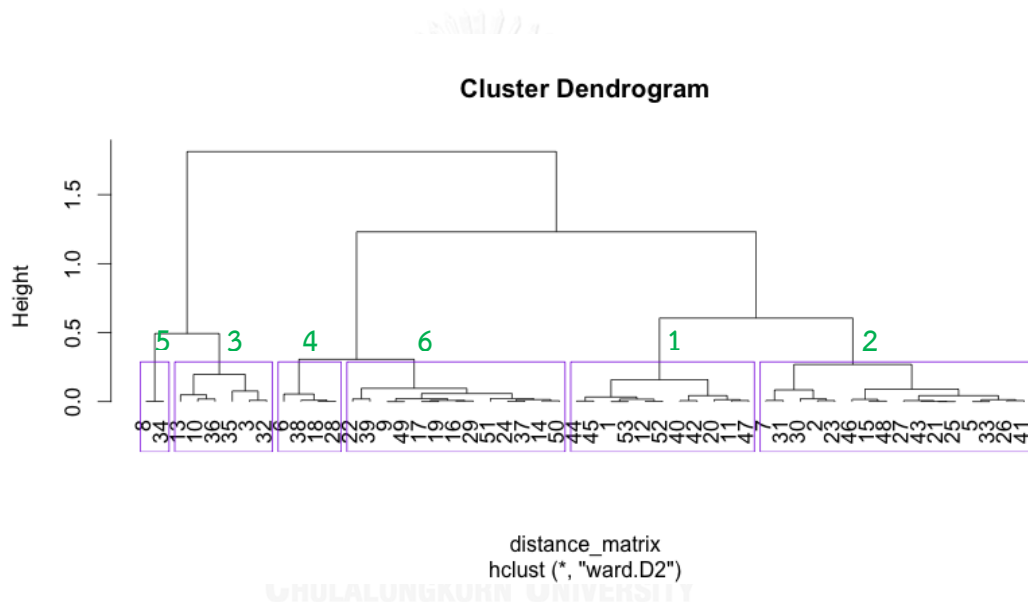 Cluster Dendrogram
Height
0.0 0.5 1.0 1.5
5 3 4 6 1 2
8 34 13 10 36 35 3 32 6 38 18 28 22 39 9 49 4 17 19 16 29 51 24 37 14 50 44 45 1 53 12 52 40 42 20 11 47 7 31 30 2 23 46 15 48 27 43 21 25 5 33 26 41
distance_matrix
hclust (*, "ward.D2")
CHULALONGKORN UNIVERSITY